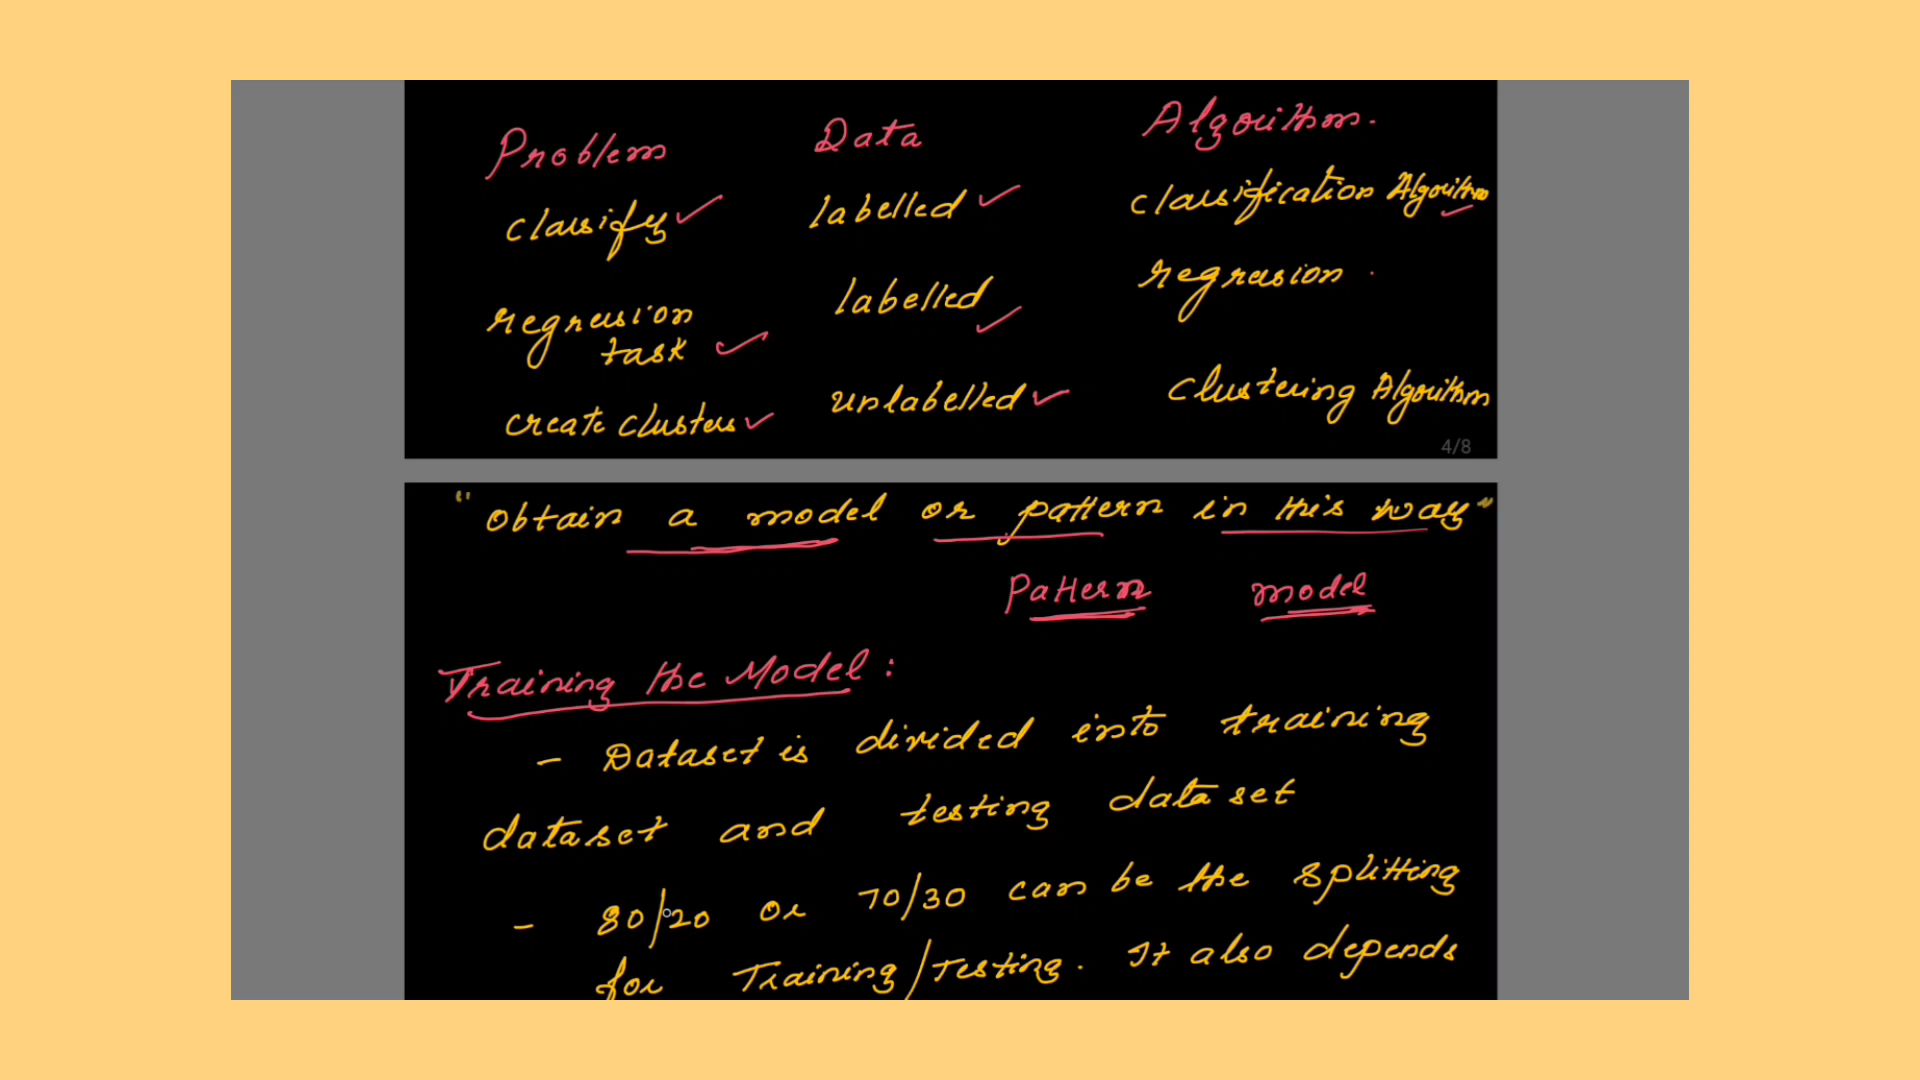 Problem Data Algorithm.
classify labelled classification Algorithm
regression task labelled regression
create clusters unlabelled clustering Algorithm
4/8
"Obtain a model or pattern in this way"
Pattern model
Training the Model:
- Dataset is divided into training
dataset and testing dataset
- 80/20 or 70/30 can be the splitting
for Training/Testing. It also depends